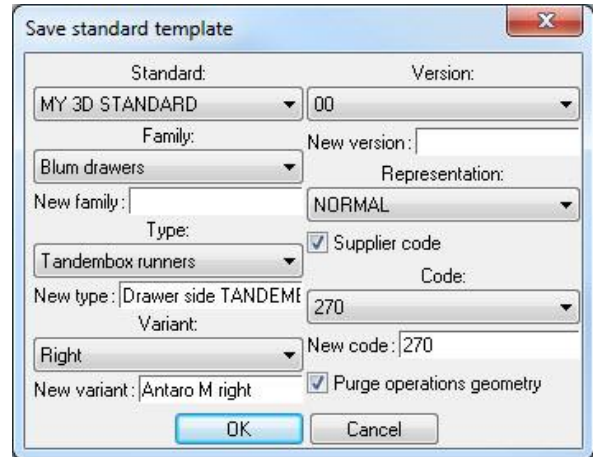 Save standard template
Standard:
MY 3D STANDARD
Family:
Blum drawers
New family:
Type:
Tandembox runners
New type: Drawer side TANDEME
Variant:
Right
New variant: Antaro M right
Version:
00
New version:
Representation:
NORMAL
Supplier code
Code:
270
New code: 270
Purge operations geometry
OK
Cancel